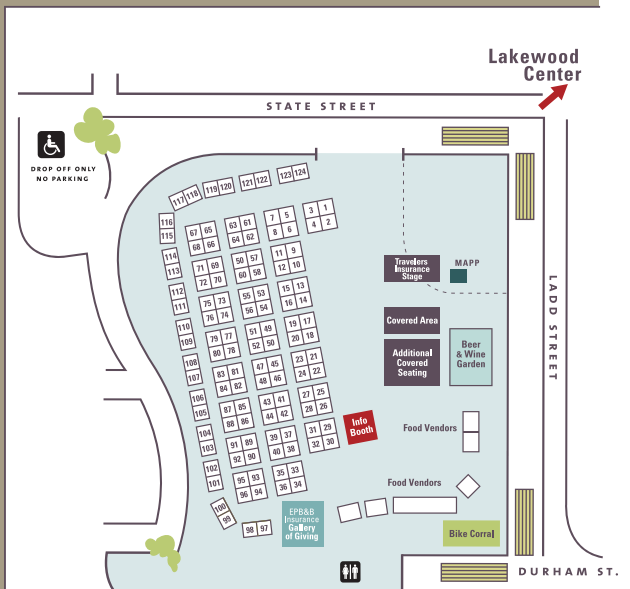 Lakewood
Center
STATE STREET
DROP OFF ONLY
NO PARKING
117 118 119 120 121 122 123 124
116
115
67 65 63 61 7 5 3 1
68 66 64 62 8 6 4 2
114
113
71 69 50 57 11 9
72 70 60 58 12 10
112
111
75 73 55 53 15 13
76 74 56 54 16 14
110
109
79 77 51 49 19 17
80 78 52 50 20 18
108
107
83 81 47 45 23 21
84 82 48 46 24 22
106
105
87 85 43 41 27 25
88 86 44 42 28 26
104
103
91 89 39 37 31 29
92 90 40 38 32 30
102
101
95 93 35 33
96 94 36 34
100
99
98 97
Travelers
Insurance
Stage
MAPP
Covered Area
Additional
Covered
Seating
Beer
& Wine
Garden
LADD STREET
Info
Booth
Food Vendors
Food Vendors
EPB&B
Insurance
Gallery
of Giving
Bike Corral
DURHAM ST.